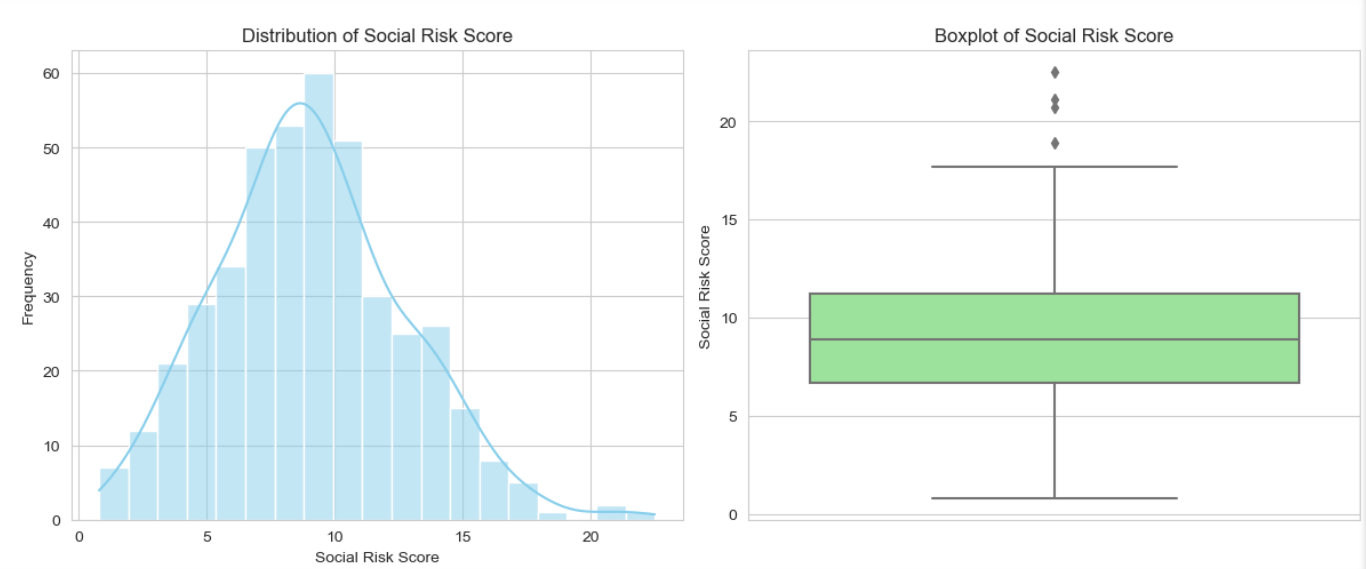 Distribution of Social Risk Score
60
50
40
30
20
10
0
Frequency
0 5 10 15 20
Social Risk Score
Boxplot of Social Risk Score
20
15
10
5
0
Social Risk Score